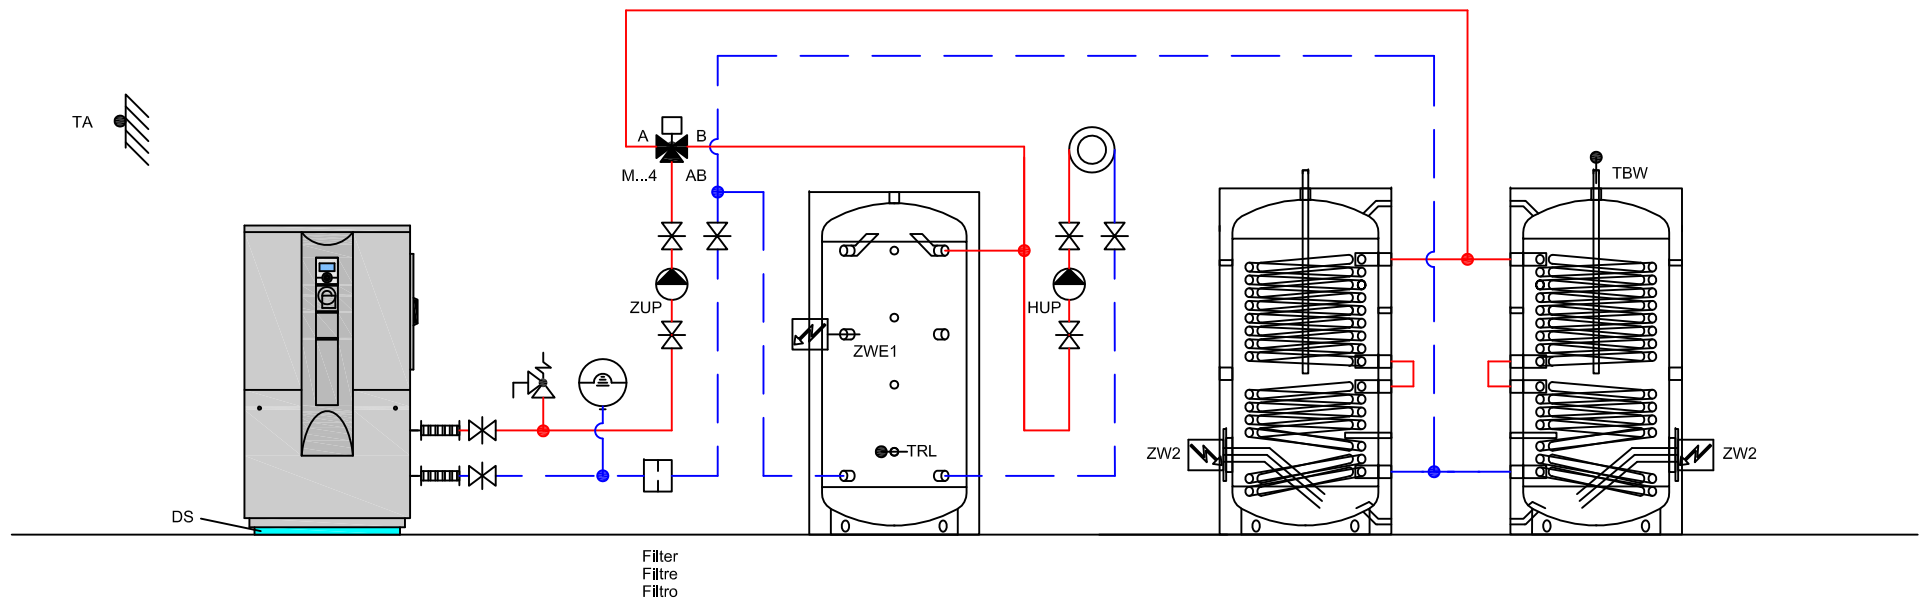 TA
A
B
M...4
AB
TBW
ZUP
HUP
ZWE1
TRL
ZW2
ZW2
DS
Filter
Filtre
Filtro